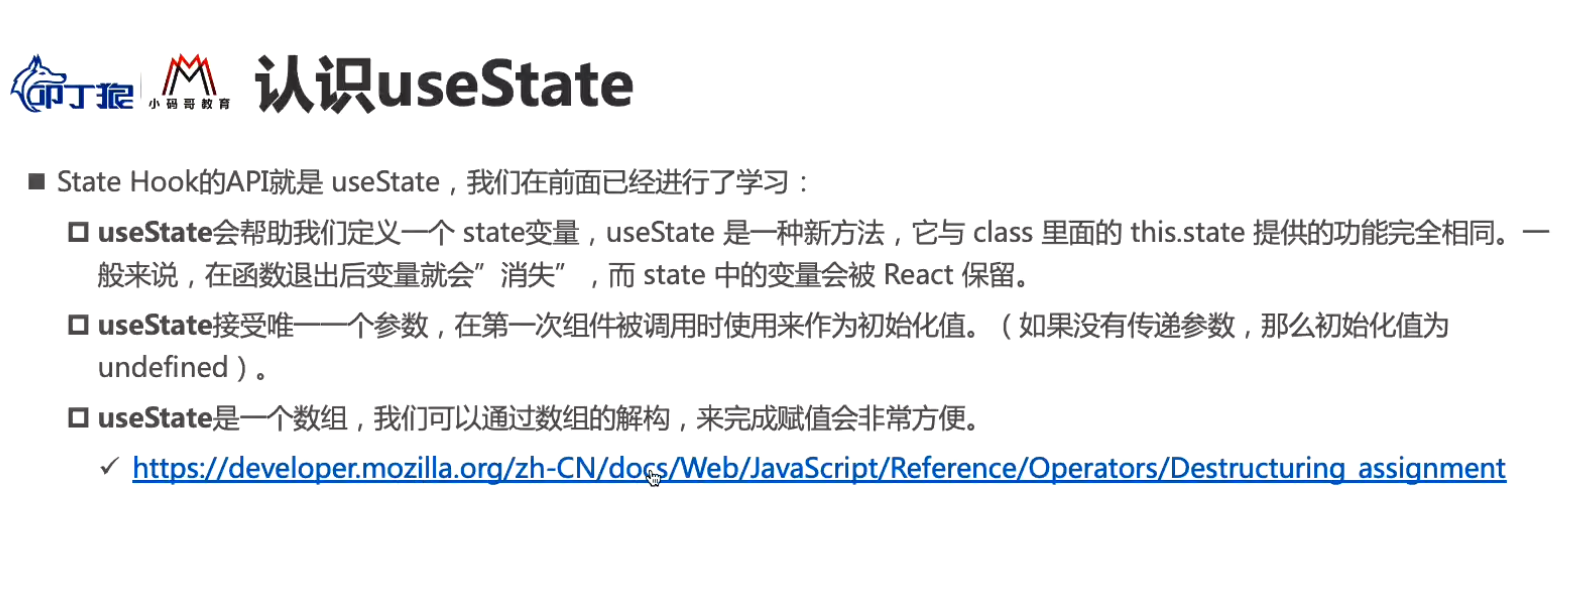 叩丁狼
小码哥教育
认识useState
State Hook的API就是 useState，我们在前面已经进行了学习：
useState会帮助我们定义一个 state变量，useState 是一种新方法，它与 class 里面的 this.state 提供的功能完全相同。一
般来说，在函数退出后变量就会”消失”，而 state 中的变量会被 React 保留。
useState接受唯一一个参数，在第一次组件被调用时使用来作为初始化值。（如果没有传递参数，那么初始化值为
undefined）。
useState是一个数组，我们可以通过数组的解构，来完成赋值会非常方便。
https://developer.mozilla.org/zh-CN/docs/Web/JavaScript/Reference/Operators/Destructuring_assignment